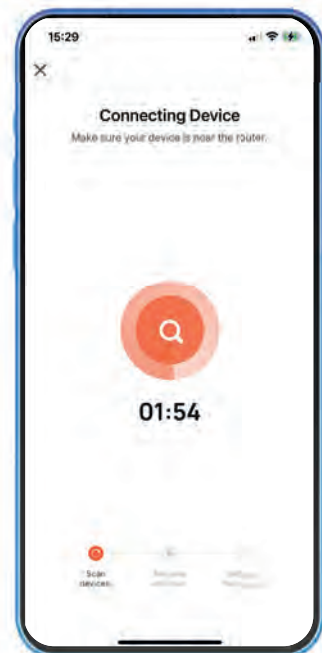 15:29
Connecting Device
Make sure your device is near the router.
01:54
Scan
devices.